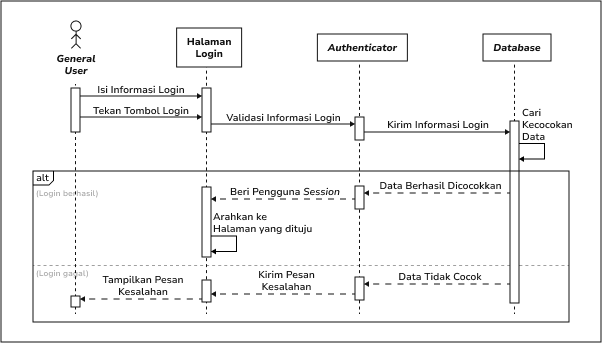 General
User
Halaman
Login
Authenticator
Database
Isi Informasi Login
Tekan Tombol Login
Validasi Informasi Login
Kirim Informasi Login
Cari
Kecocokan
Data
alt
(Login berhasil)
Data Berhasil Dicocokkan
Beri Pengguna Session
Arahkan ke
Halaman yang dituju
(Login gagal)
Data Tidak Cocok
Kirim Pesan
Kesalahan
Tampilkan Pesan
Kesalahan